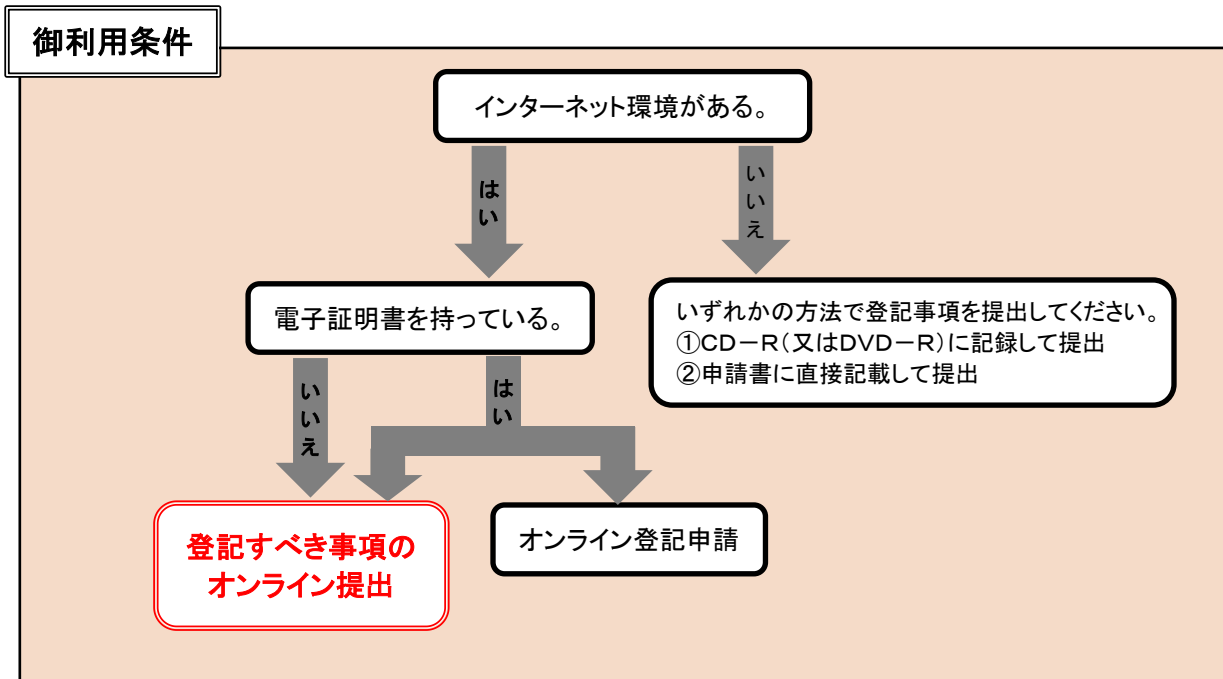 御利用条件
インターネット環境がある。
はい
いいえ
電子証明書を持っている。
いずれかの方法で登記事項を提出してください。
①CD－R（又はDVD－R）に記録して提出
②申請書に直接記載して提出
いいえ
はい
登記すべき事項の
オンライン提出
オンライン登記申請